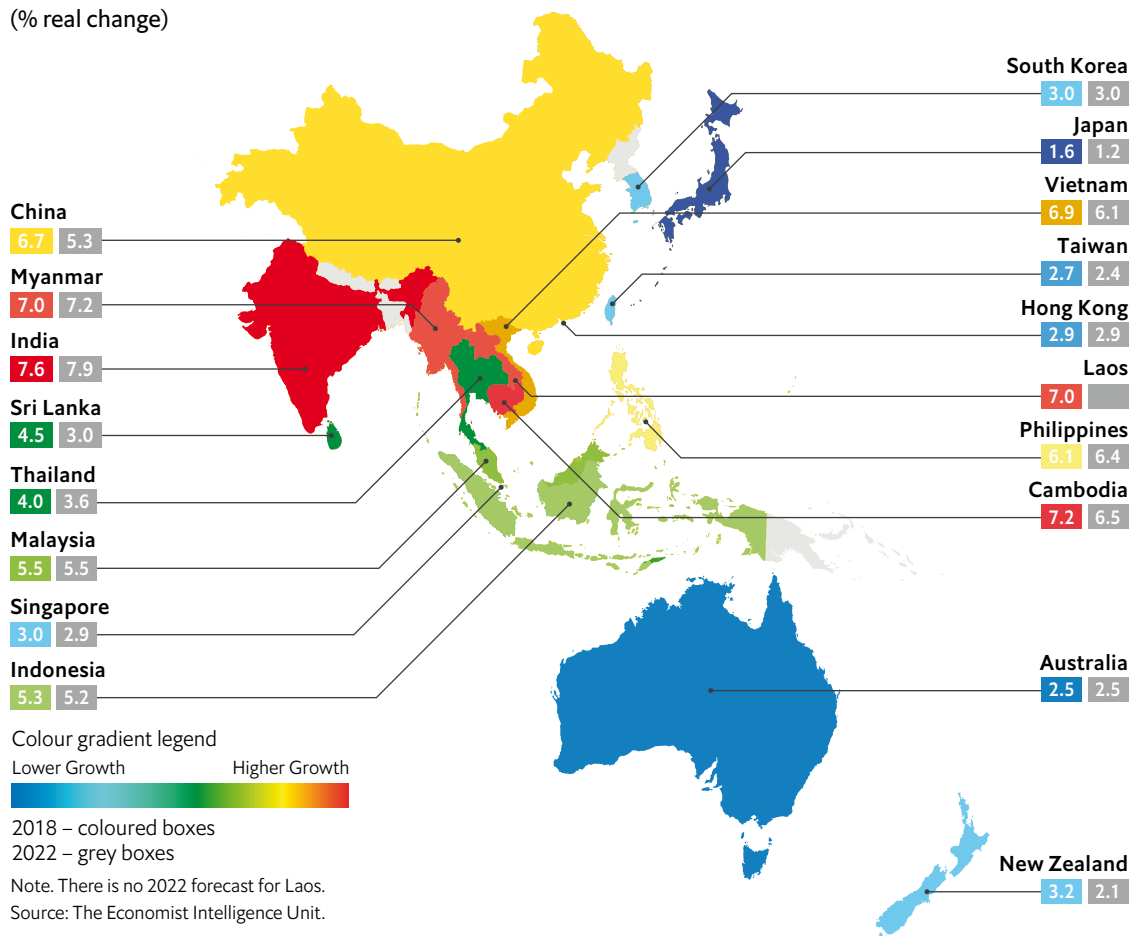 (% real change)
China
6.7 5.3
Myanmar
7.0 7.2
India
7.6 7.9
Sri Lanka
4.5 3.0
Thailand
4.0 3.6
Malaysia
5.5 5.5
Singapore
3.0 2.9
Indonesia
5.3 5.2
South Korea
3.0 3.0
Japan
1.6 1.2
Vietnam
6.9 6.1
Taiwan
2.7 2.4
Hong Kong
2.9 2.9
Laos
7.0
Philippines
6.1 6.4
Cambodia
7.2 6.5
Australia
2.5 2.5
New Zealand
3.2 2.1
Colour gradient legend
Lower Growth Higher Growth
2018 – coloured boxes
2022 – grey boxes
Note. There is no 2022 forecast for Laos.
Source: The Economist Intelligence Unit.